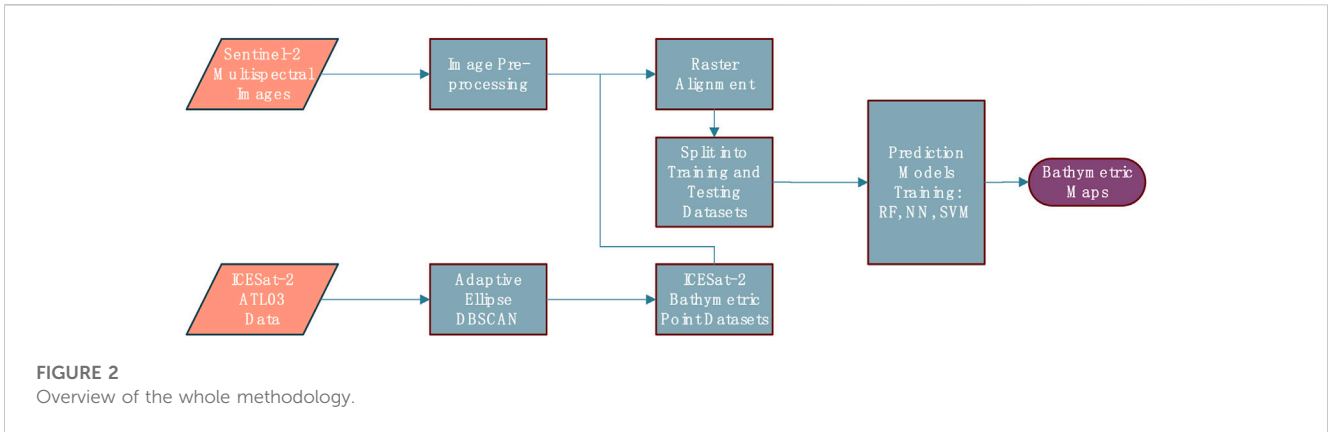 Sentinel-2
Multispectral
Images
Image Pre-
processing
Raster
Alignment
Split into
Training and
Testing
Datasets
Prediction
Models
Training:
RF, NN, SVM
Bathymetric
Maps
ICESat-2
ATL03
Data
Adaptive
Ellipse
DBSCAN
ICESat-2
Bathymetric
Point Datasets
FIGURE 2
Overview of the whole methodology.